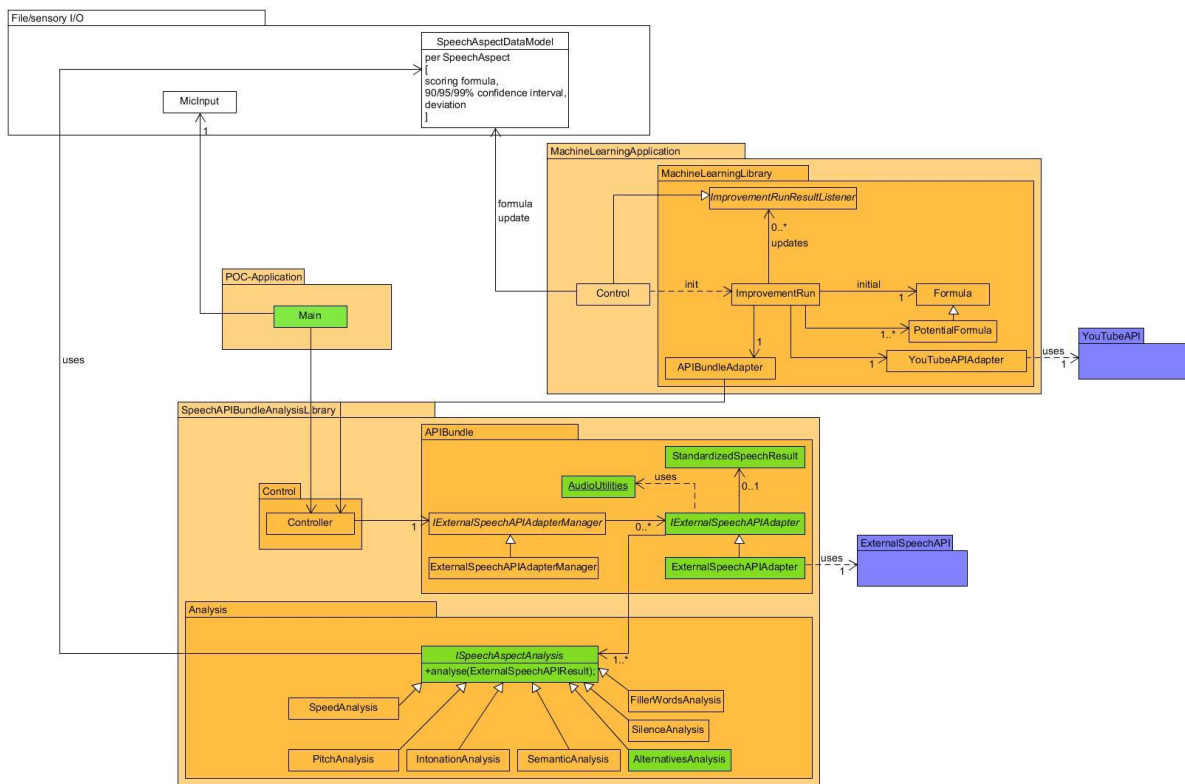 File/sensory I/O
SpeechAspectDataModel
per SpeechAspect
[
scoring formula,
90/95/99% confidence interval,
deviation
]
MicInput
1
MachineLearningApplication
MachineLearningLibrary
ImprovementRunResultListener
formula
update
0..*
updates
POC-Application
Control
init
ImprovementRun
initial
1
Formula
Main
1..*
PotentialFormula
YouTubeAPI
uses
1
APIBundleAdapter
1
YouTubeAPIAdapter
uses
1
SpeechAPIBundleAnalysisLibrary
APIBundle
StandardizedSpeechResult
uses
0..1
AudioUtilities
Control
Controller
1
IExternalSpeechAPIAdapterManager
0..*
IExternalSpeechAPIAdapter
ExternalSpeechAPI
uses
1
ExternalSpeechAPIAdapterManager
ExternalSpeechAPIAdapter
Analysis
ISpeechAspectAnalysis
1..*
+analyse(ExternalSpeechAPIResult);
FillerWordsAnalysis
SpeedAnalysis
SilenceAnalysis
PitchAnalysis
IntonationAnalysis
SemanticAnalysis
AlternativesAnalysis